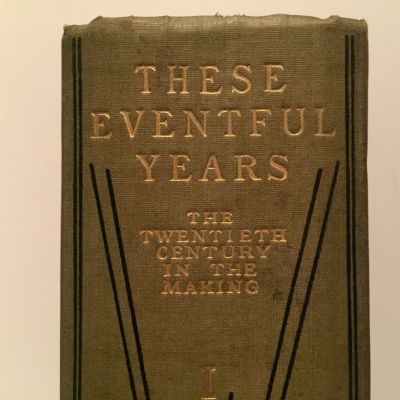 THESE
EVENTFUL
YEARS
THE
TWENTIETH
CENTURY
IN THE
MAKING
I